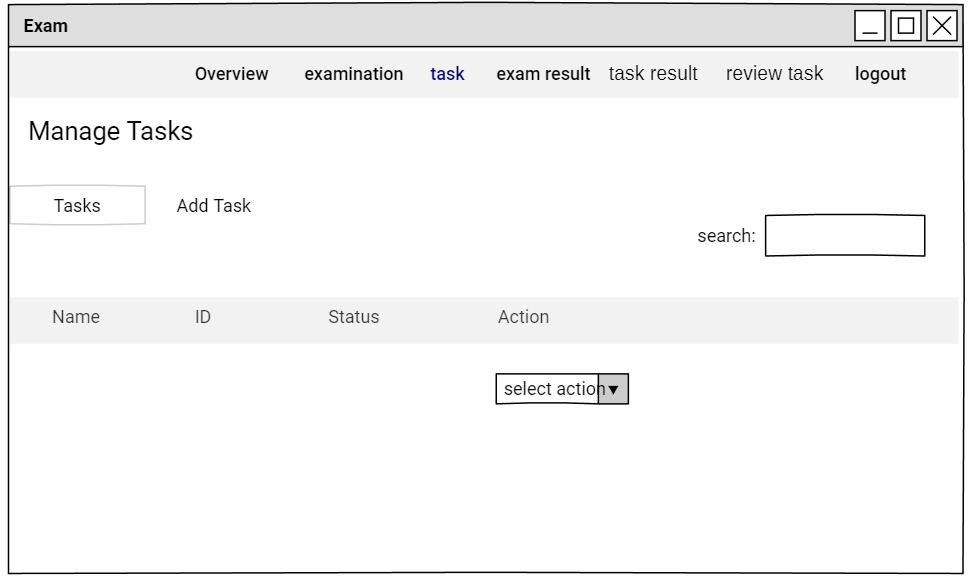 Exam
Overview examination task exam result task result review task logout
Manage Tasks
Tasks Add Task
search:
Name ID Status Action
select action